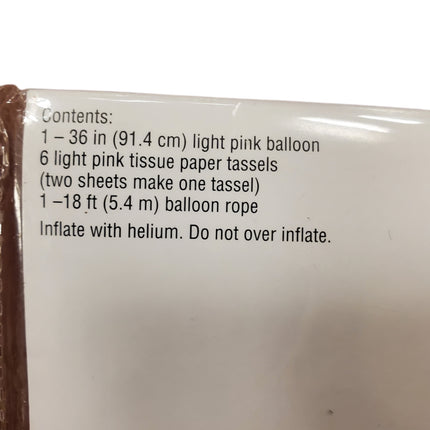 Contents:
1 – 36 in (91.4 cm) light pink balloon
6 light pink tissue paper tassels
(two sheets make one tassel)
1 –18 ft (5.4 m) balloon rope
Inflate with helium. Do not over inflate.